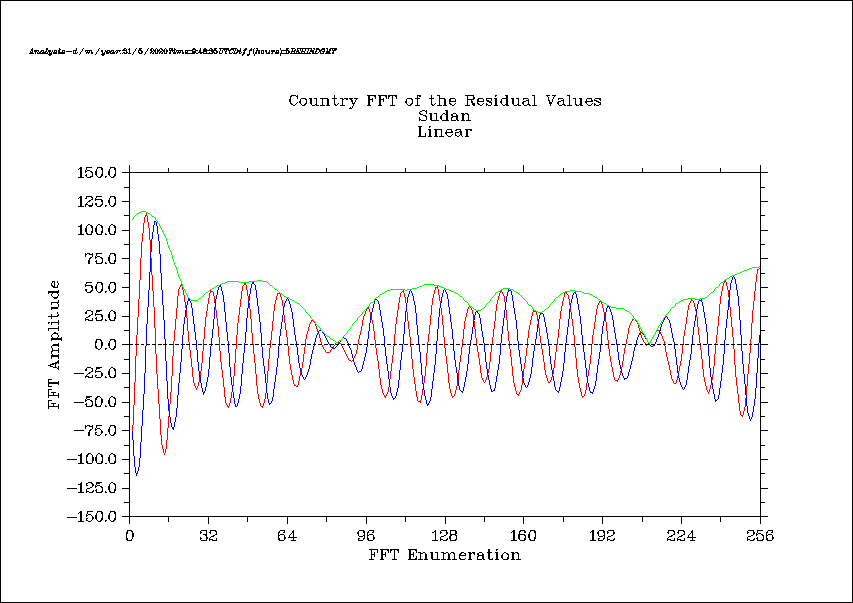 Analysis-d/m/year:31/5/2020Time:9:48:35UTCDiff(hours):5BEHINDGMT
Country FFT of the Residual Values
Sudan
Linear
150.0
125.0
100.0
75.0
50.0
25.0
0.0
-25.0
-50.0
-75.0
-100.0
-125.0
-150.0
FFT Amplitude
0 32 64 96 128 160 192 224 256
FFT Enumeration